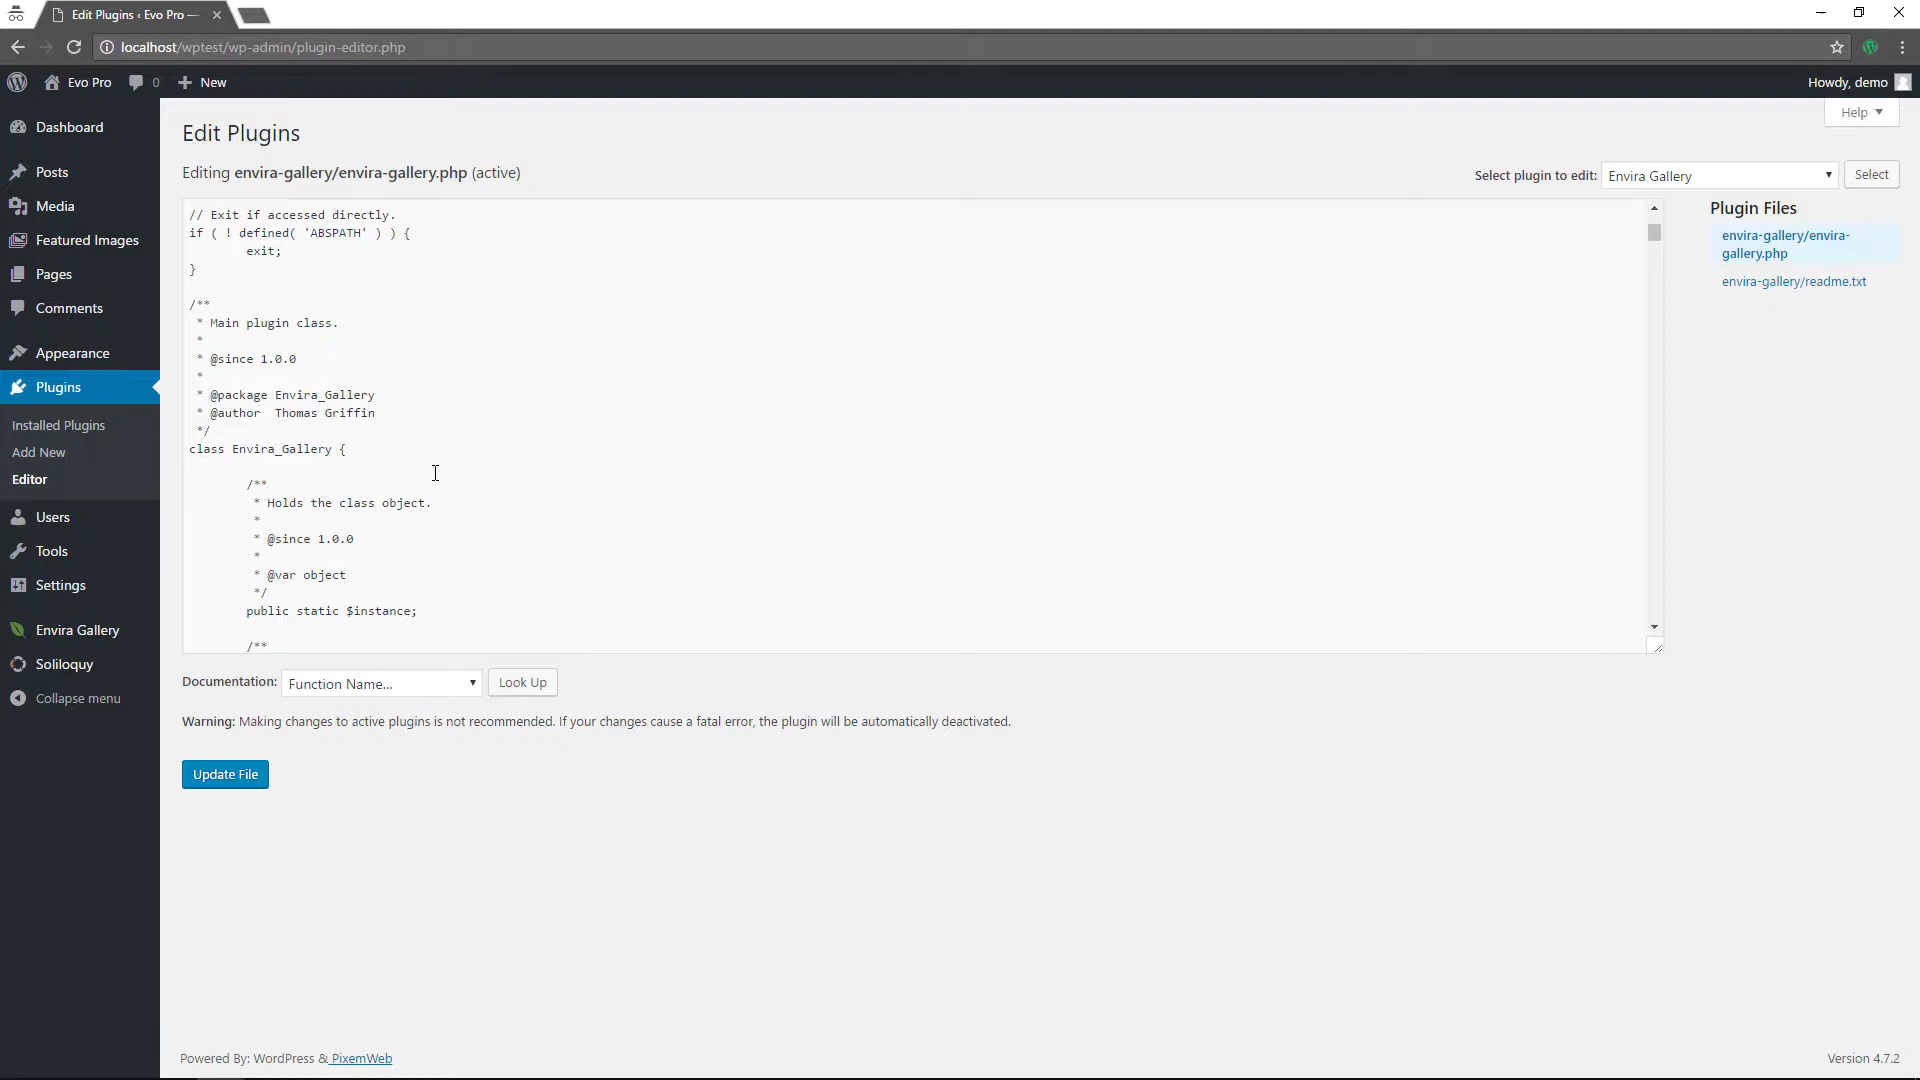 Edit Plugins ‹ Evo Pro —
localhost/wptest/wp-admin/plugin-editor.php
Evo Pro
0
New
Howdy, demo
Help
Dashboard
Posts
Media
Featured Images
Pages
Comments
Appearance
Plugins
Installed Plugins
Add New
Editor
Users
Tools
Settings
Envira Gallery
Soliloquy
Collapse menu
Edit Plugins
Editing envira-gallery/envira-gallery.php (active)
Select plugin to edit: Envira Gallery
Select
// Exit if accessed directly.
if ( ! defined( 'ABSPATH' ) ) {
exit;
}
/**
* Main plugin class.
*
* @since 1.0.0
*
* @package Envira_Gallery
* @author  Thomas Griffin
*/
class Envira_Gallery {
/**
* Holds the class object.
*
* @since 1.0.0
*
* @var object
*/
public static $instance;
/**
Plugin Files
envira-gallery/envira-
gallery.php
envira-gallery/readme.txt
Documentation: Function Name... Look Up
Warning: Making changes to active plugins is not recommended. If your changes cause a fatal error, the plugin will be automatically deactivated.
Update File
Powered By: WordPress & PixemWeb
Version 4.7.2